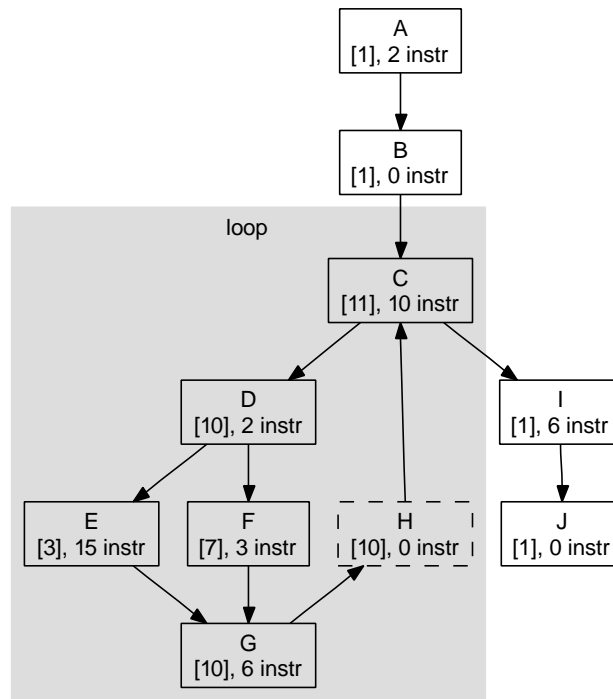 A
[1], 2 instr
B
[1], 0 instr
loop
C
[11], 10 instr
D
[10], 2 instr
I
[1], 6 instr
E
[3], 15 instr
F
[7], 3 instr
H
[10], 0 instr
J
[1], 0 instr
G
[10], 6 instr